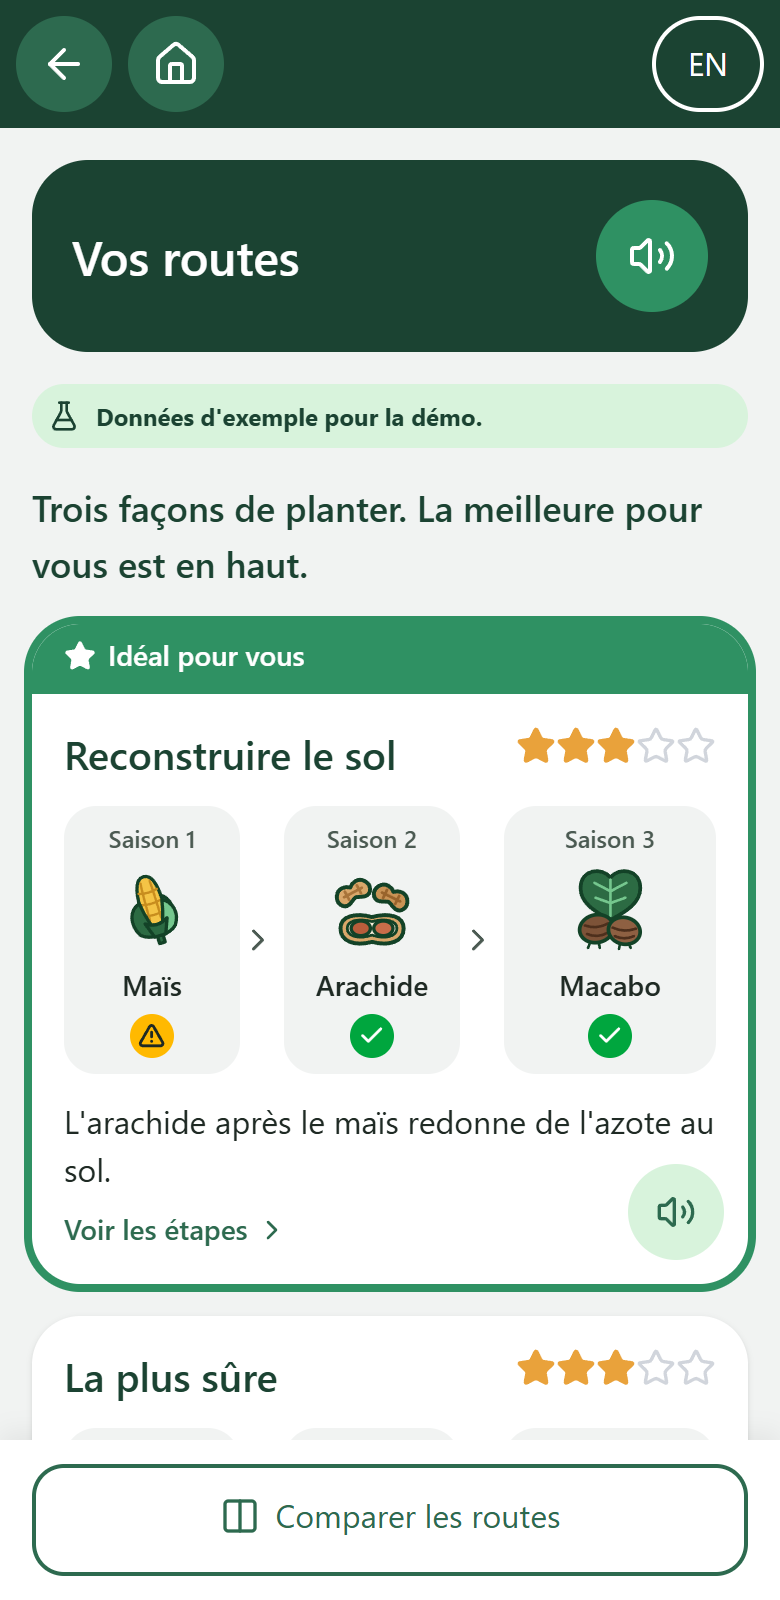 EN
Vos routes
Données d'exemple pour la démo.
Trois façons de planter. La meilleure pour
vous est en haut.
Idéal pour vous
Reconstruire le sol
Saison 1
Saison 2
Saison 3
Maïs
Arachide
Macabo
L'arachide après le maïs redonne de l'azote au
sol.
Voir les étapes
La plus sûre
Comparer les routes